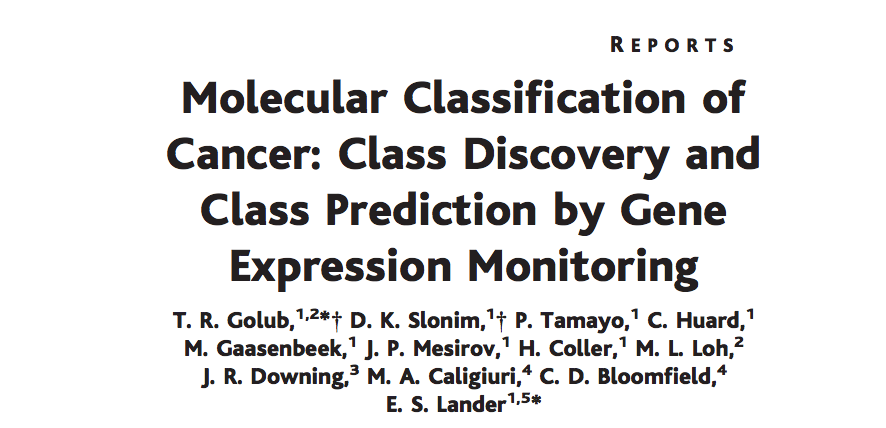 REPORTS
Molecular Classification of
Cancer: Class Discovery and
Class Prediction by Gene
Expression Monitoring
T. R. Golub,1,2*† D. K. Slonim,1† P. Tamayo,1 C. Huard,1
M. Gaasenbeek,1 J. P. Mesirov,1 H. Coller,1 M. L. Loh,2
J. R. Downing,3 M. A. Caligiuri,4 C. D. Bloomfield,4
E. S. Lander1,5*